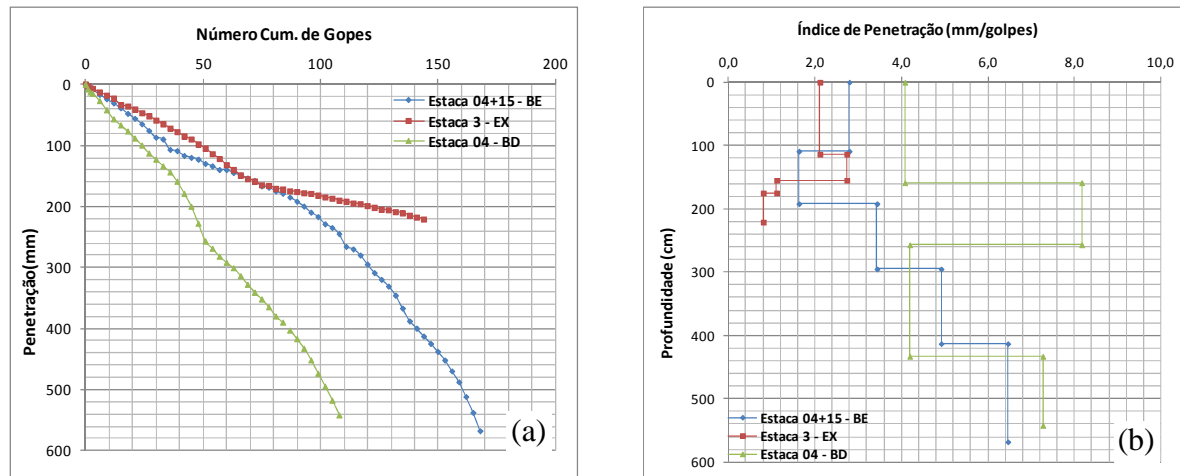 Número Cum. de Gopes
0 50 100 150 200
0
100
200
300
400
500
600
Penetração(mm)
Estaca 04+15 - BE
Estaca 3 - EX
Estaca 04 - BD
(a)
Índice de Penetração (mm/golpes)
0,0 2,0 4,0 6,0 8,0 10,0
0
100
200
300
400
500
600
Profundidade (cm)
Estaca 04+15 - BE
Estaca 3 - EX
Estaca 04 - BD
(b)